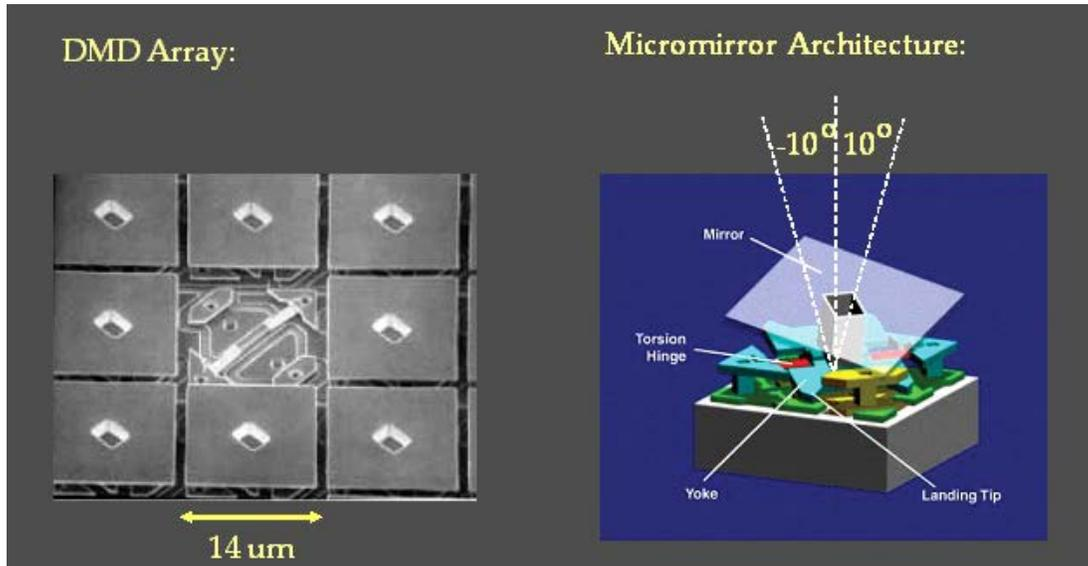 DMD Array:
Micromirror Architecture:
-10° 10°
Mirror
Torsion
Hinge
Yoke
Landing Tip
14 um